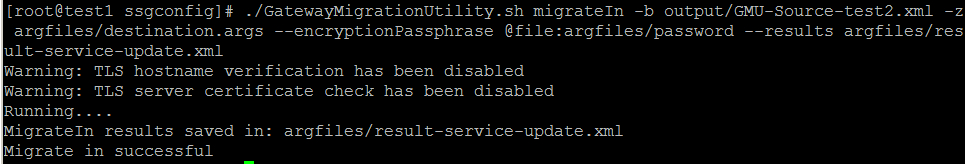 [root@test1 ssgconfig]# ./GatewayMigrationUtility.sh migrateIn -b output/GMU-Source-test2.xml -z
 argfiles/destination.args --encryptionPassphrase @file:argfiles/password --results argfiles/res
ult-service-update.xml
Warning: TLS hostname verification has been disabled
Warning: TLS server certificate check has been disabled
Running....
MigrateIn results saved in: argfiles/result-service-update.xml
Migrate in successful